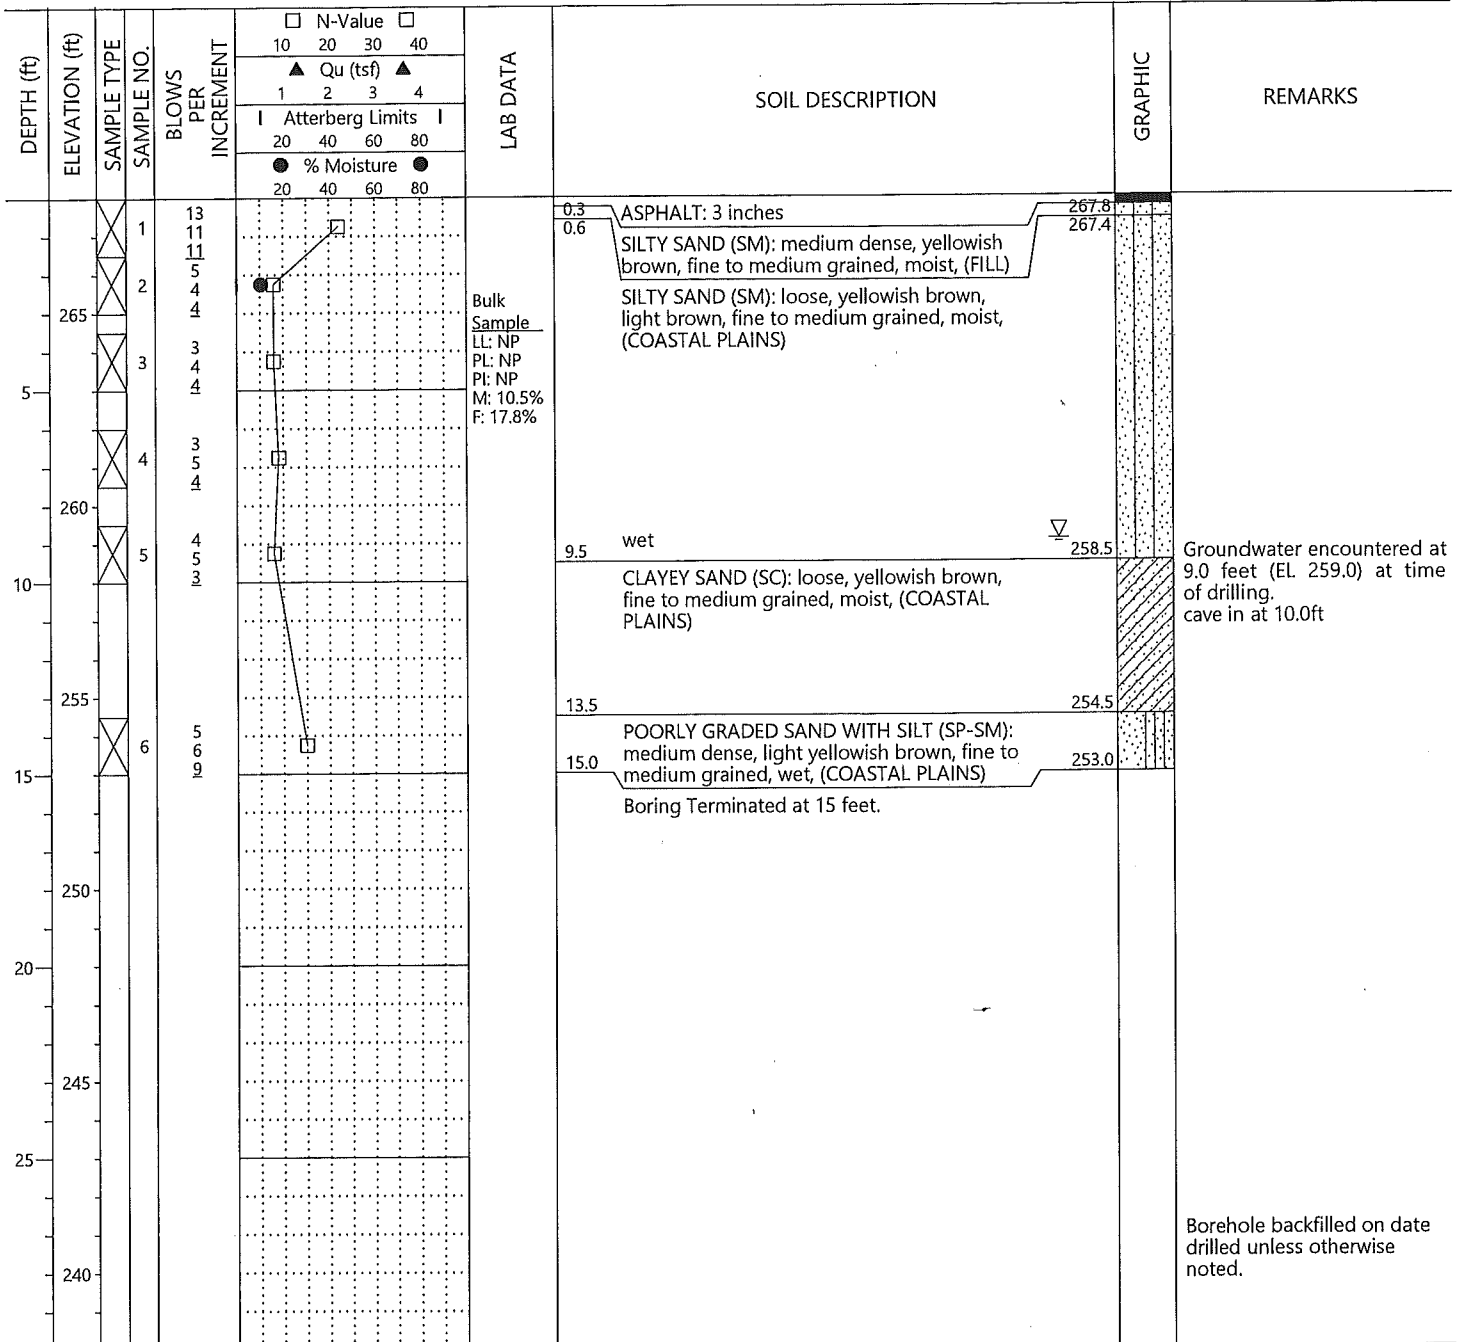 DEPTH (ft)
ELEVATION (ft)
SAMPLE TYPE
SAMPLE NO.
BLOWS
PER
INCREMENT
N-Value
10 20 30 40
▲ Qu (tsf) ▲
1 2 3 4
Atterberg Limits
20 40 60 80
● % Moisture ●
20 40 60 80
LAB DATA
SOIL DESCRIPTION
GRAPHIC
REMARKS
1
13
11
11
2
5
4
4
265
3
3
4
4
5
4
3
5
4
260
5
4
5
3
10
255
6
5
6
9
15
250
20
245
25
240
Bulk
Sample
LL: NP
PL: NP
PI: NP
M: 10.5%
F: 17.8%
0.3 ASPHALT: 3 inches 267.8
0.6 267.4
SILTY SAND (SM): medium dense, yellowish
brown, fine to medium grained, moist, (FILL)
SILTY SAND (SM): loose, yellowish brown,
light brown, fine to medium grained, moist,
(COASTAL PLAINS)
wet
9.5 258.5
CLAYEY SAND (SC): loose, yellowish brown,
fine to medium grained, moist, (COASTAL
PLAINS)
13.5 254.5
POORLY GRADED SAND WITH SILT (SP-SM):
medium dense, light yellowish brown, fine to
15.0 medium grained, wet, (COASTAL PLAINS) 253.0
Boring Terminated at 15 feet.
Groundwater encountered at
9.0 feet (EL 259.0) at time
of drilling.
cave in at 10.0ft
Borehole backfilled on date
drilled unless otherwise
noted.